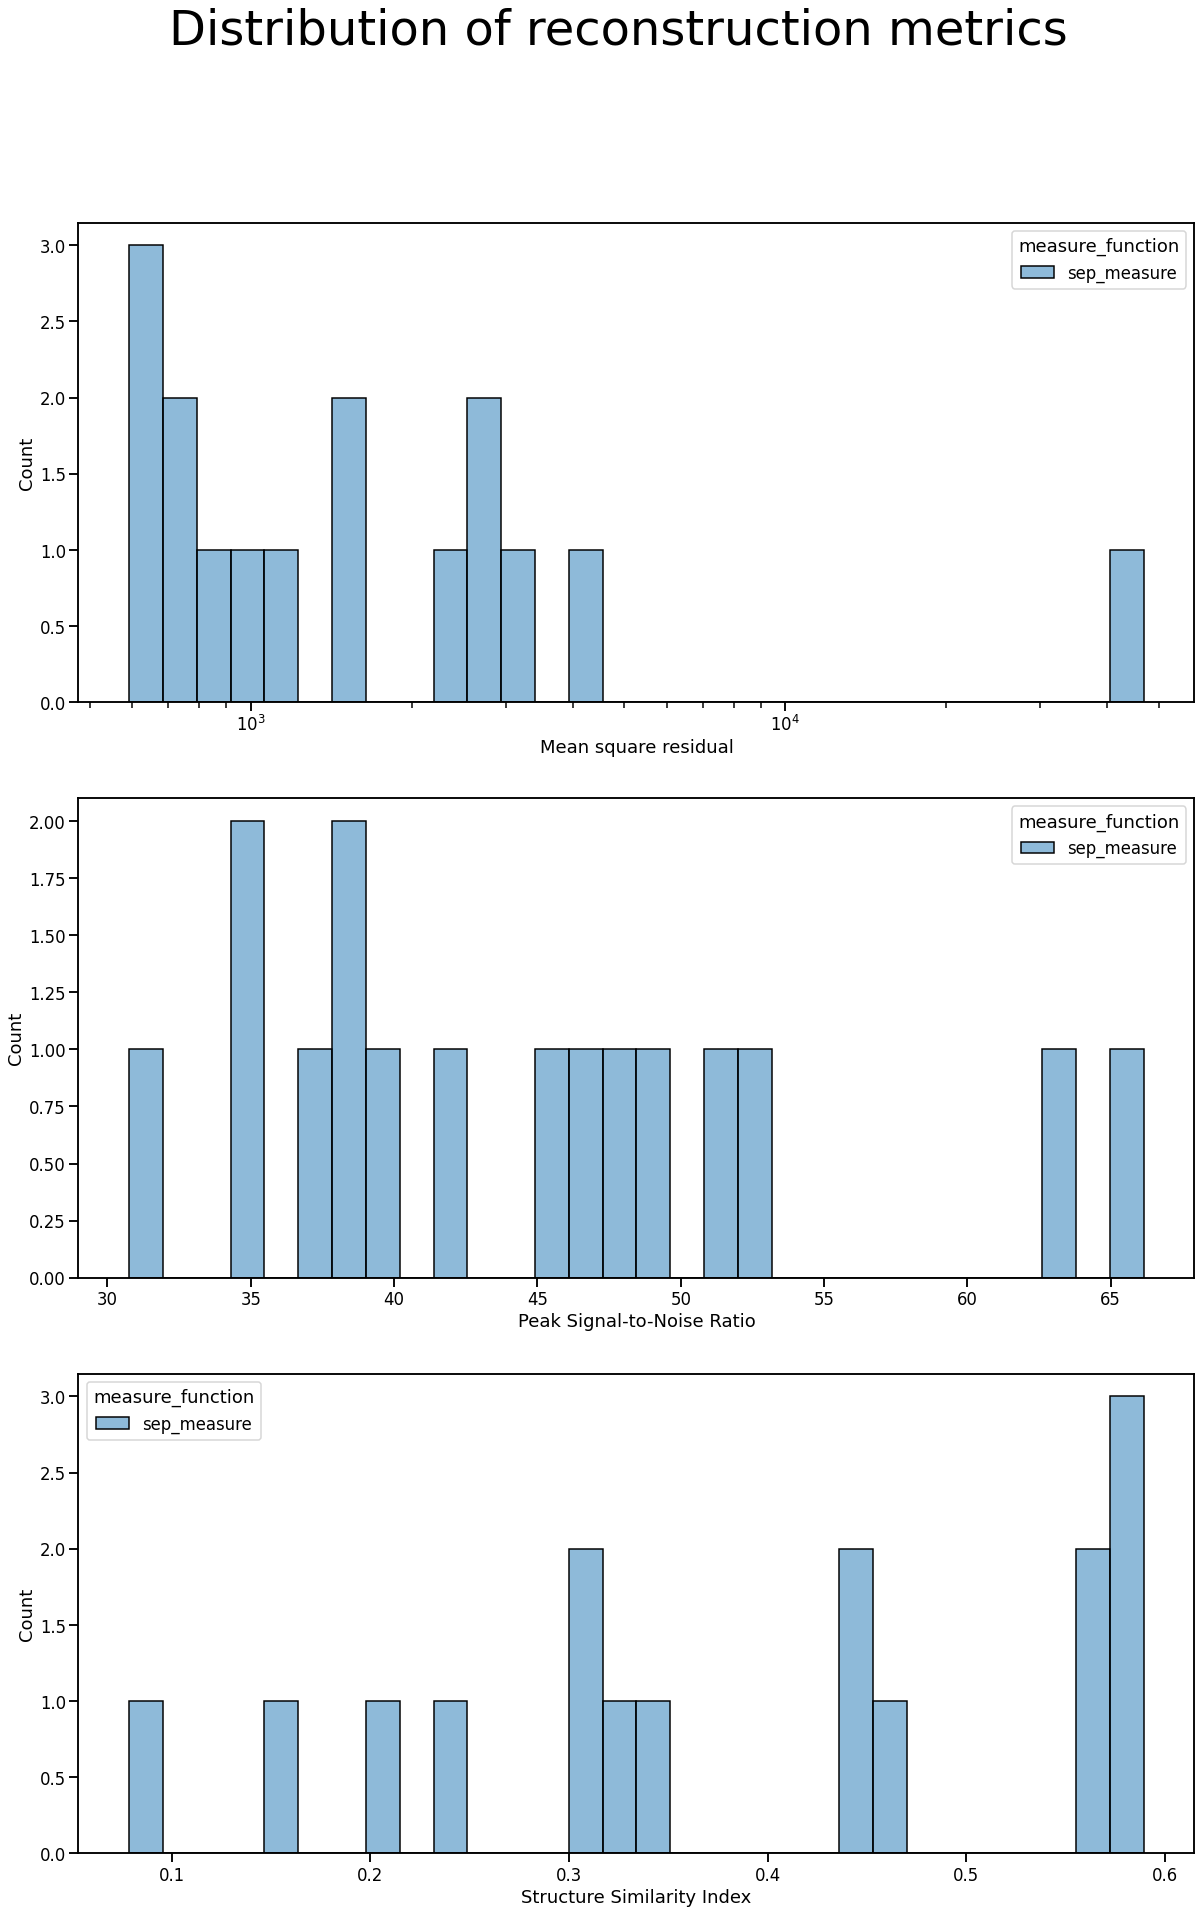 Distribution of reconstruction metrics
measure_function
sep_measure
3.0
2.5
2.0
1.5
1.0
0.5
0.0
Count
10³ 10⁴
Mean square residual
measure_function
sep_measure
2.00
1.75
1.50
1.25
1.00
0.75
0.50
0.25
0.00
Count
30 35 40 45 50 55 60 65
Peak Signal-to-Noise Ratio
measure_function
sep_measure
3.0
2.5
2.0
1.5
1.0
0.5
0.0
Count
0.1 0.2 0.3 0.4 0.5 0.6
Structure Similarity Index